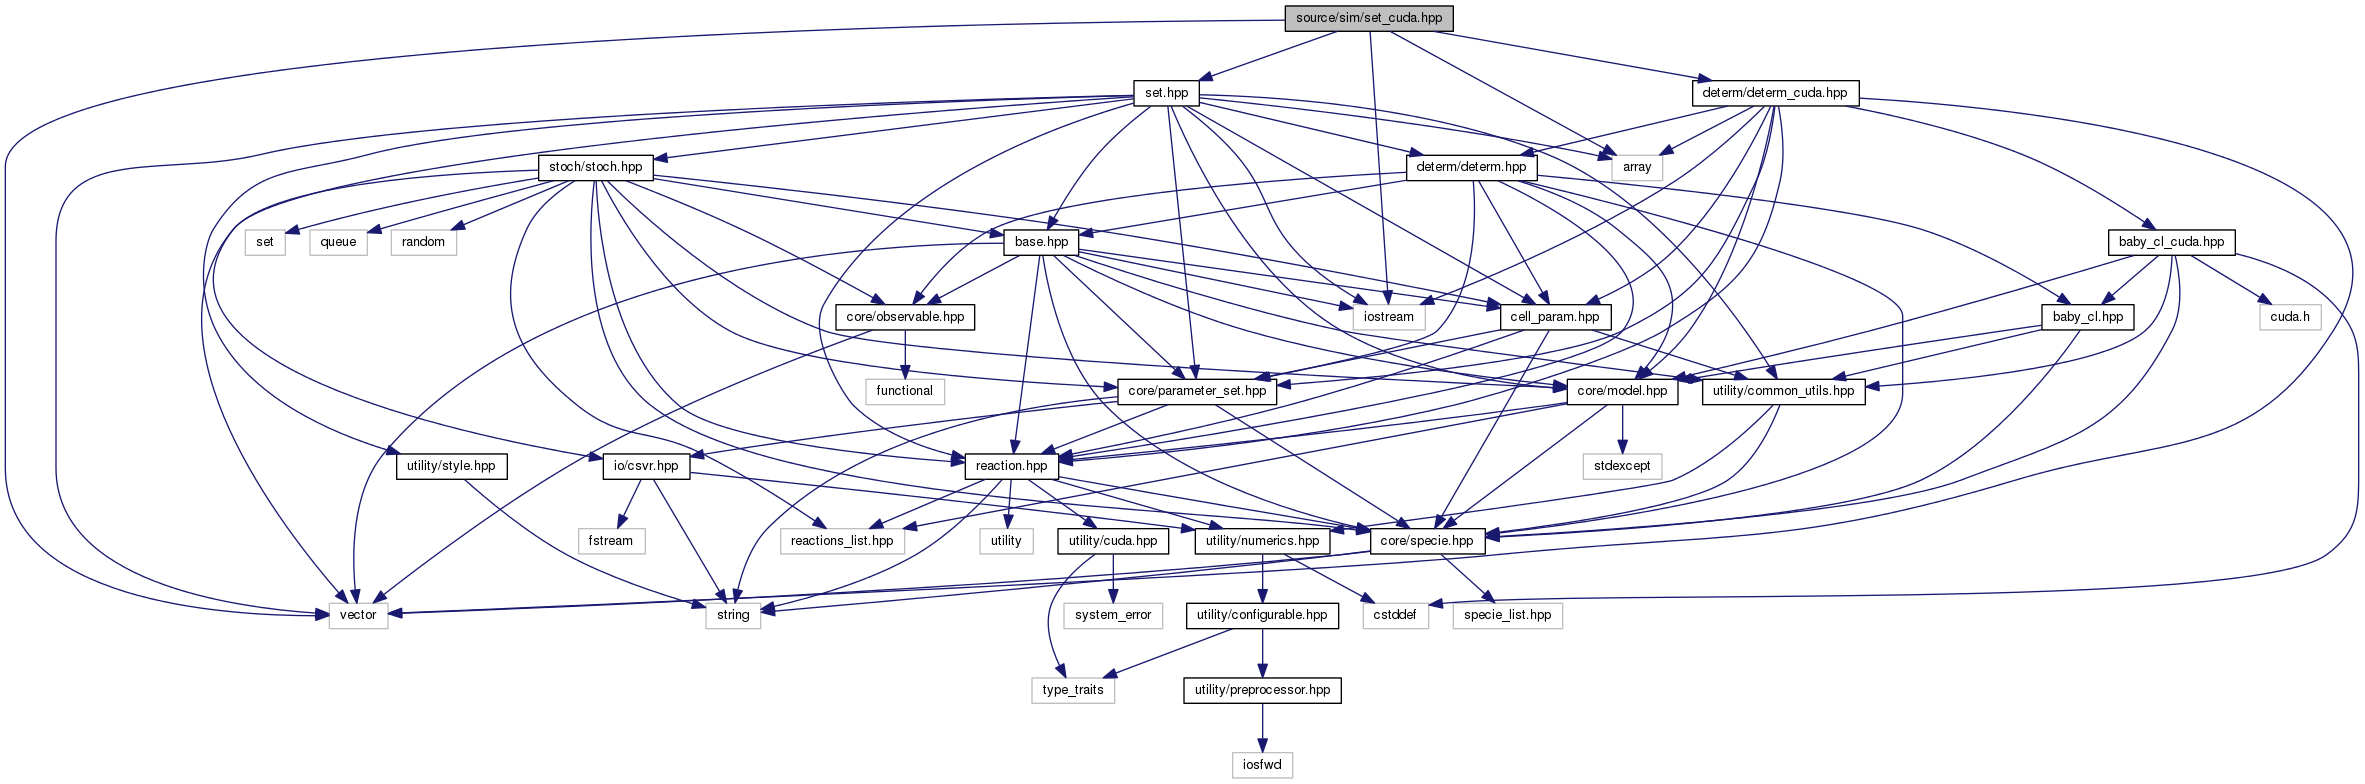 source/sim/set_cuda.hpp
set.hpp
determ/determ_cuda.hpp
stoch/stoch.hpp
determ/determ.hpp
array
set
queue
random
base.hpp
baby_cl_cuda.hpp
core/observable.hpp
iostream
cell_param.hpp
baby_cl.hpp
cuda.h
functional
core/parameter_set.hpp
core/model.hpp
utility/common_utils.hpp
utility/style.hpp
io/csvr.hpp
reaction.hpp
stdexcept
fstream
reactions_list.hpp
utility
utility/cuda.hpp
utility/numerics.hpp
core/specie.hpp
vector
string
system_error
utility/configurable.hpp
cstddef
specie_list.hpp
type_traits
utility/preprocessor.hpp
iosfwd